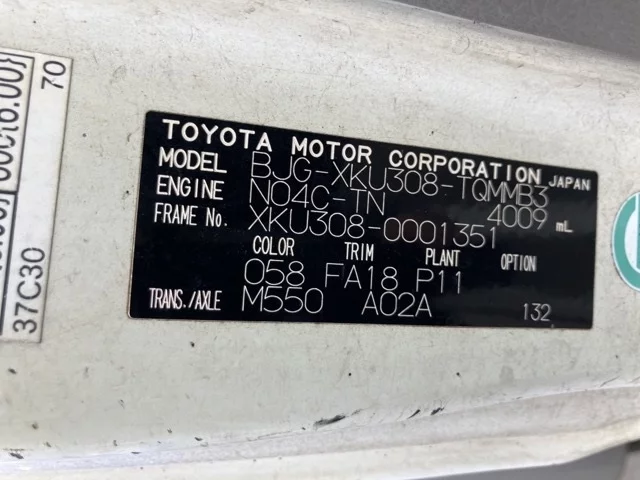 TOYOTA MOTOR CORPORATION JAPAN
MODEL BJG-XKU308-TQMMB3
ENGINE N04C-TN 4009 mL
FRAME No. XKU308-0001351
COLOR TRIM PLANT OPTION
058 FA18 P11
TRANS./AXLE M550 A02A 132
37C30 70